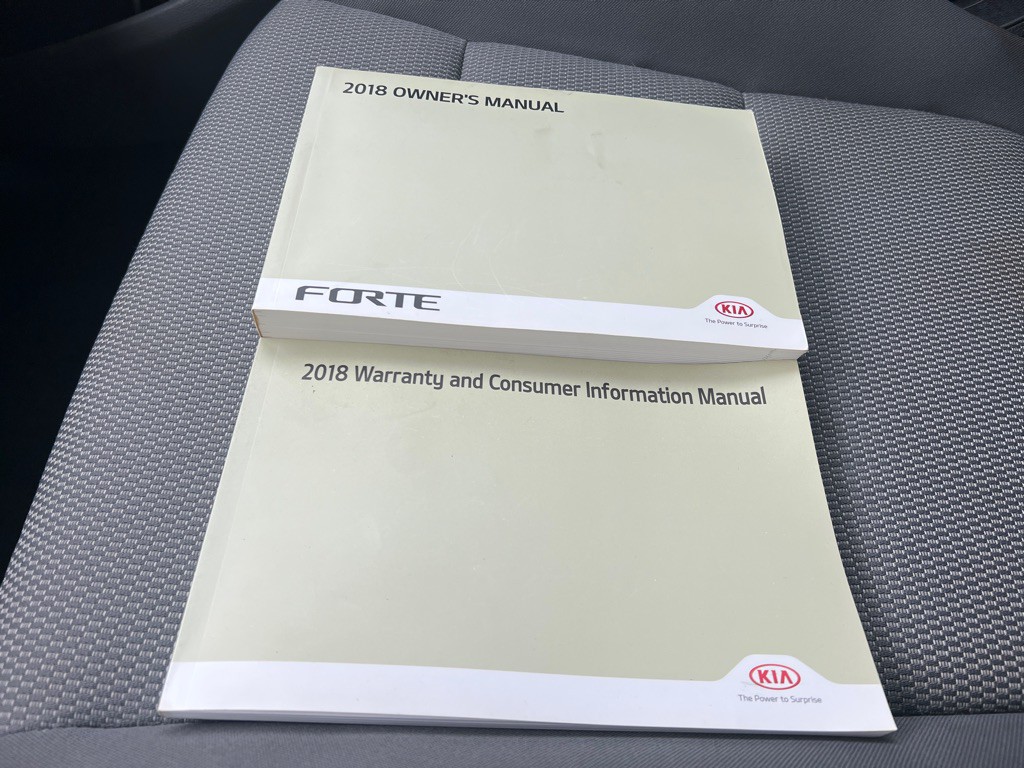 2018 OWNER'S MANUAL
FORTE
KIA
The Power to Surprise
2018 Warranty and Consumer Information Manual
KIA
The Power to Surprise